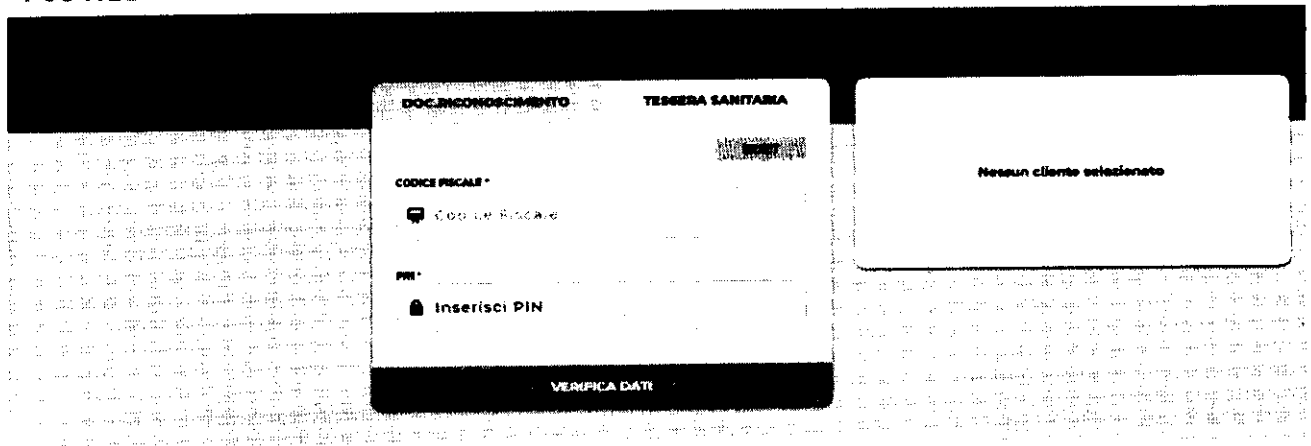 DOC.RICONOSCIMENTO TESSERA SANITARIA
CODICE FISCALE *
Codice Fiscale
PIN *
Inserisci PIN
VERIFICA DATI
Nessun cliente selezionato